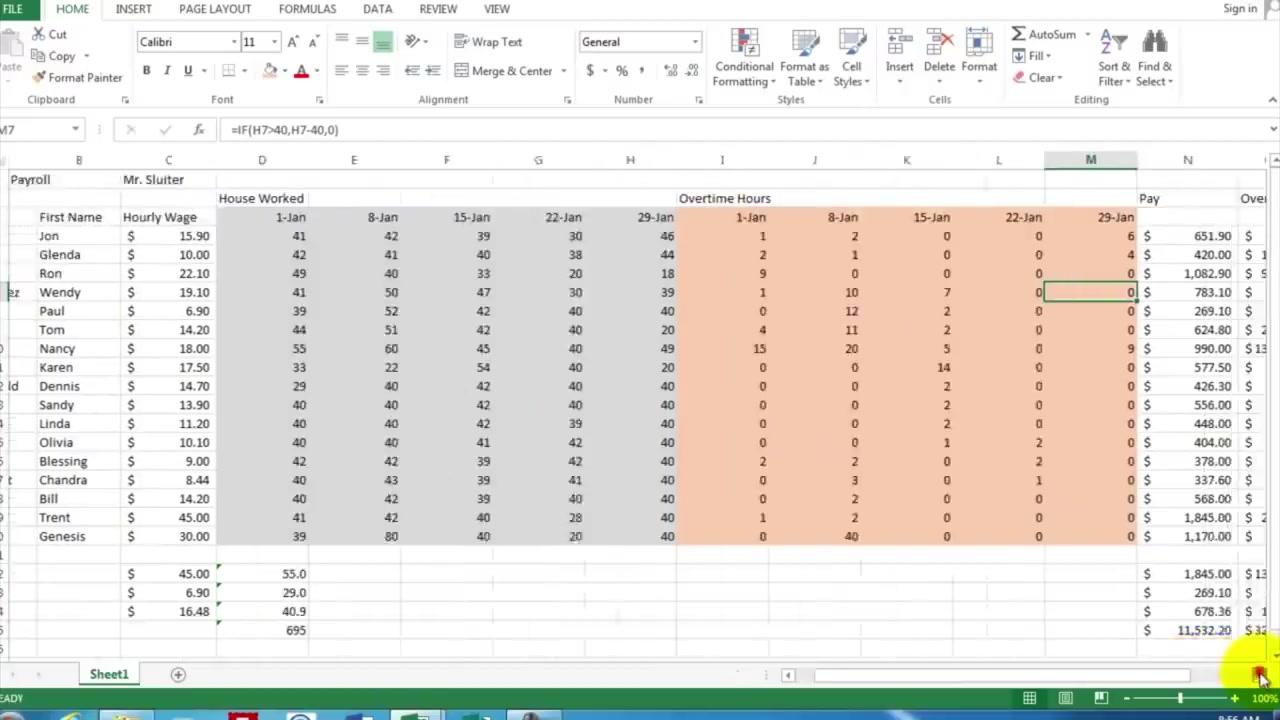 FILE HOME INSERT PAGE LAYOUT FORMULAS DATA REVIEW VIEW Sign in
Cut
Copy
Format Painter
Calibri 11
B I U
Wrap Text
Merge & Center
General
$ % ,
Conditional Formatting
Format as Table
Cell Styles
Insert Delete Format
AutoSum
Fill
Clear
Sort & Filter
Find & Select
Clipboard Font Alignment Number Styles Cells Editing
M7 fx =IF(H7>40,H7-40,0)
B C D E F G H I J K L M N
Payroll Mr. Sluiter
House Worked Overtime Hours Pay Over
First Name Hourly Wage 1-Jan 8-Jan 15-Jan 22-Jan 29-Jan 1-Jan 8-Jan 15-Jan 22-Jan 29-Jan
Jon $ 15.90 41 42 39 30 46 1 2 0 0 6 $ 651.90 $
Glenda $ 10.00 42 41 40 38 44 2 1 0 0 4 $ 420.00 $ 1
Ron $ 22.10 49 40 33 20 18 9 0 0 0 0 $ 1,082.90 $ 9
ez Wendy $ 19.10 41 50 47 30 39 1 10 7 0 0 $ 783.10 $
Paul $ 6.90 39 52 42 40 40 0 12 2 0 0 $ 269.10 $
Tom $ 14.20 44 51 42 40 20 4 11 2 0 0 $ 624.80 $
Nancy $ 18.00 55 60 45 40 49 15 20 5 0 9 $ 990.00 $ 13
Karen $ 17.50 33 22 54 40 20 0 0 14 0 0 $ 577.50 $
ld Dennis $ 14.70 29 40 42 40 40 0 0 2 0 0 $ 426.30 $
Sandy $ 13.90 40 40 42 40 40 0 0 2 0 0 $ 556.00 $
Linda $ 11.20 40 40 42 39 40 0 0 2 0 0 $ 448.00 $
Olivia $ 10.10 40 40 41 42 40 0 0 1 2 0 $ 404.00 $
Blessing $ 9.00 42 42 39 42 40 2 2 0 2 0 $ 378.00 $
Chandra $ 8.44 40 43 39 41 40 0 3 0 1 0 $ 337.60 $
Bill $ 14.20 40 42 39 40 40 0 2 0 0 0 $ 568.00 $
Trent $ 45.00 41 42 40 28 40 1 2 0 0 0 $ 1,845.00 $ 2
Genesis $ 30.00 39 80 40 20 40 0 40 0 0 0 $ 1,170.00 $
$ 45.00 55.0 $ 1,845.00 $ 13
$ 6.90 29.0 $ 269.10 $
$ 16.48 40.9 $ 678.36 $ 1
695 $ 11,532.20 $ 32
Sheet1
READY 100%